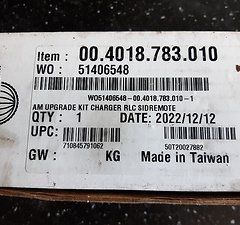 Item : 00.4018.783.010
WO : 51406548
WO51406548-00.4018.783.010-1
AM UPGRADE KIT CHARGER RLC SIDREMOTE
QTY : 1 DATE: 2022/12/12
UPC:
710845791062 50T20027882
GW : KG Made in Taiwan